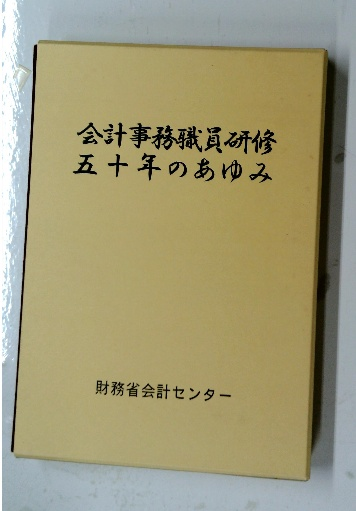 会計事務職員研修
五十年のあゆみ
財務省会計センター